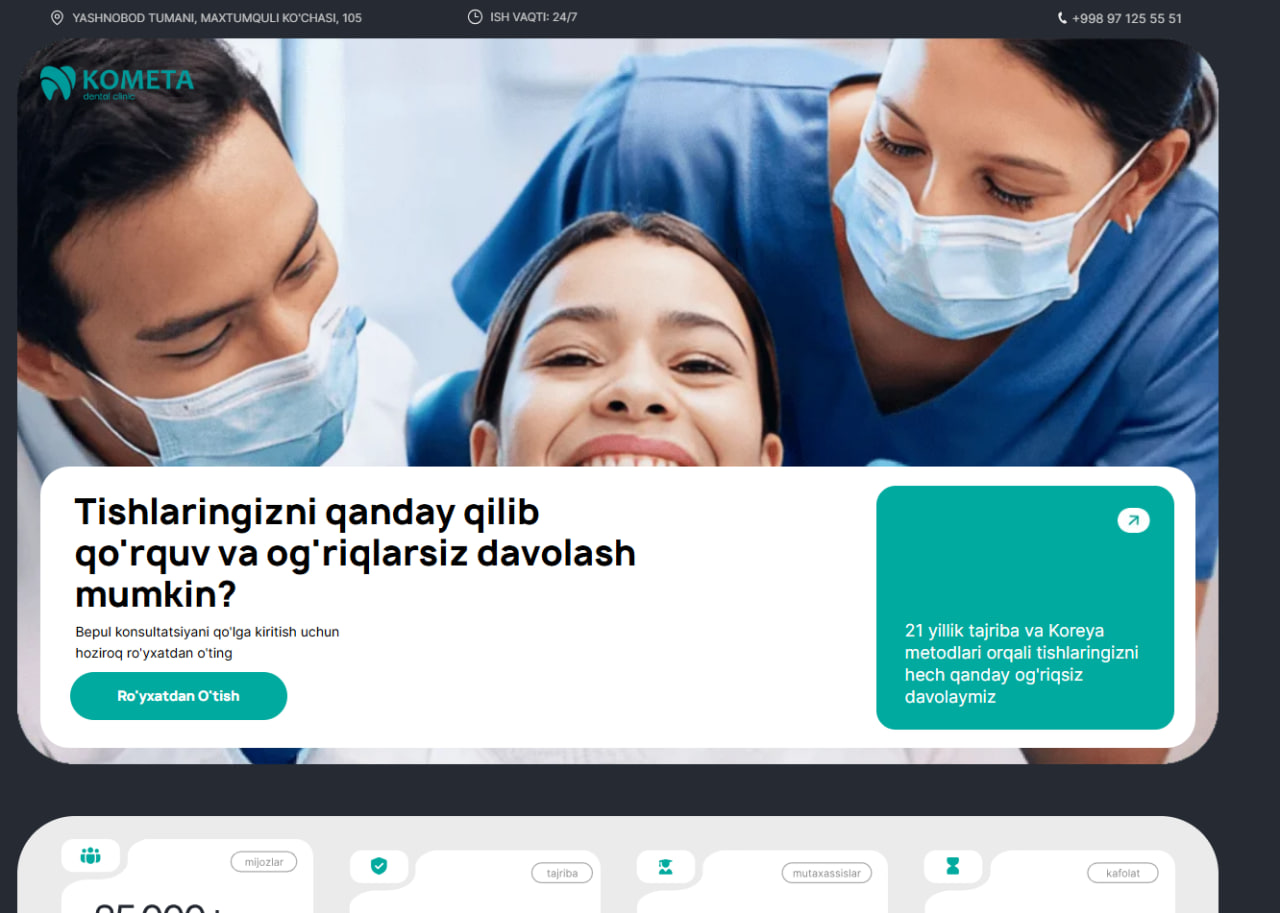 YASHNOBOD TUMANI, MAXTUMQULI KO'CHASI, 105
ISH VAQTI: 24/7
+998 97 125 55 51
KOMETA
dental clinic
Tishlaringizni qanday qilib
qo'rquv va og'riqlarsiz davolash
mumkin?
Bepul konsultatsiyani qo'lga kiritish uchun
hoziroq ro'yxatdan o'ting
Ro'yxatdan O'tish
21 yillik tajriba va Koreya
metodlari orqali tishlaringizni
hech qanday og'riqsiz
davolaymiz
mijozlar
tajriba
mutaxassislar
kafolat